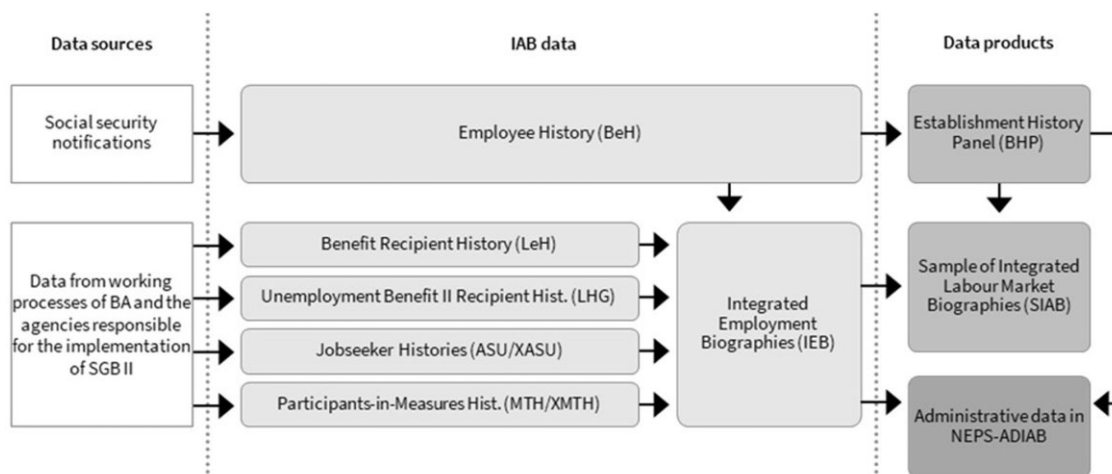 Data sources
IAB data
Data products
Social security
notifications
Employee History (BeH)
Establishment History
Panel (BHP)
Data from working
processes of BA and the
agencies responsible
for the implementation
of SGB II
Benefit Recipient History (LeH)
Unemployment Benefit II Recipient Hist. (LHG)
Jobseeker Histories (ASU/XASU)
Participants-in-Measures Hist. (MTH/XMTH)
Integrated
Employment
Biographies (IEB)
Sample of Integrated
Labour Market
Biographies (SIAB)
Administrative data in
NEPS-ADIAB